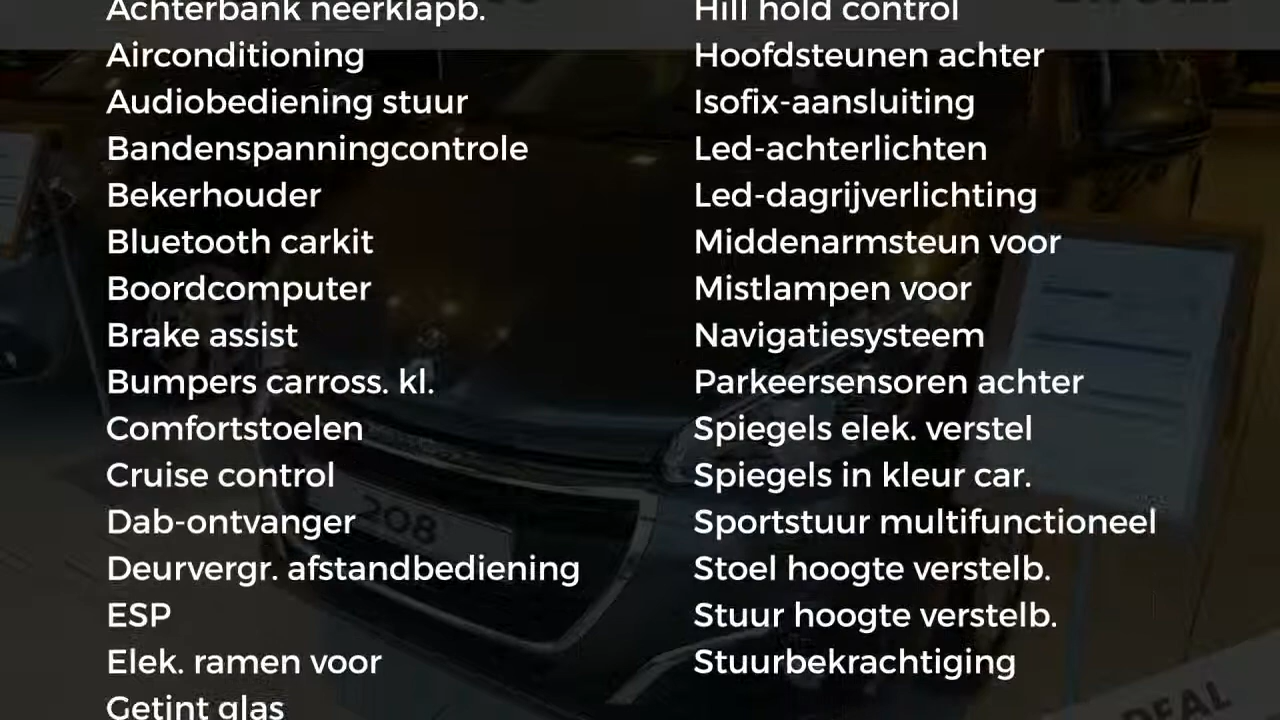 Achterbank neerklapb.
Airconditioning
Audiobediening stuur
Bandenspanningcontrole
Bekerhouder
Bluetooth carkit
Boordcomputer
Brake assist
Bumpers carross. kl.
Comfortstoelen
Cruise control
Dab-ontvanger
Deurvergr. afstandbediening
ESP
Elek. ramen voor
Getint glas
Hill hold control
Hoofdsteunen achter
Isofix-aansluiting
Led-achterlichten
Led-dagrijverlichting
Middenarmsteun voor
Mistlampen voor
Navigatiesysteem
Parkeersensoren achter
Spiegels elek. verstel
Spiegels in kleur car.
Sportstuur multifunctioneel
Stoel hoogte verstelb.
Stuur hoogte verstelb.
Stuurbekrachtiging
208
DEAL